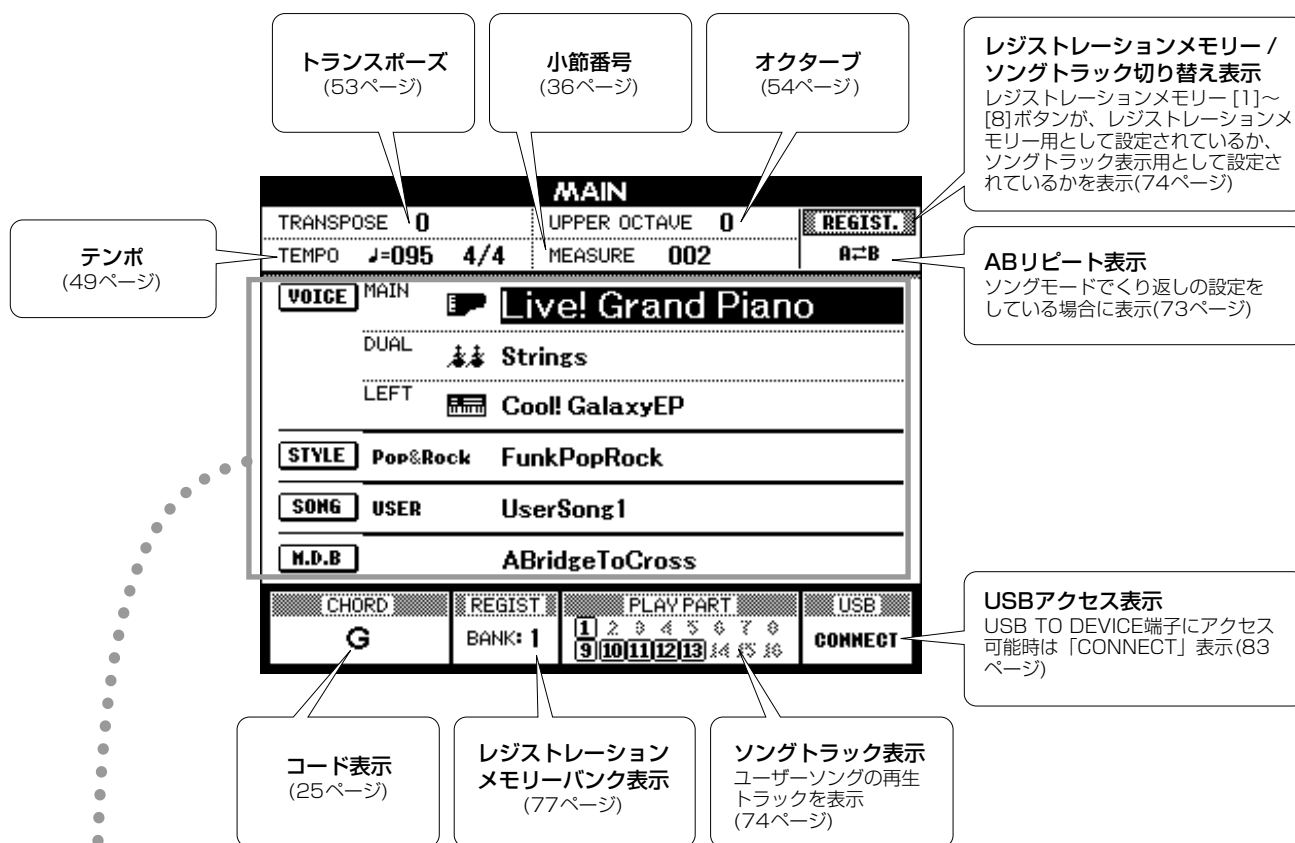 トランスポーズ
(53ページ)
小節番号
(36ページ)
オクターブ
(54ページ)
レジストレーションメモリー /
ソングトラック切り替え表示
レジストレーションメモリー [1]～
[8]ボタンが、レジストレーションメ
モリー用として設定されているか、
ソングトラック表示用として設定さ
れているかを表示(74ページ)
テンポ
(49ページ)
ABリピート表示
ソングモードでくり返しの設定を
している場合に表示(73ページ)
MAIN
TRANSPOSE 0 UPPER OCTAVE 0 REGIST.
TEMPO ♩=095 4/4 MEASURE 002 A⇄B
VOICE MAIN Live! Grand Piano
DUAL Strings
LEFT Cool! GalaxyEP
STYLE Pop&Rock FunkPopRock
SONG USER UserSong1
M.D.B ABridgeToCross
CHORD REGIST PLAY PART USB
G BANK: 1 1 2 3 4 5 6 7 8 CONNECT
9 10 11 12 13 14 15 16
USBアクセス表示
USB TO DEVICE端子にアクセス
可能時は「CONNECT」表示(83
ページ)
コード表示
(25ページ)
レジストレーション
メモリーバンク表示
(77ページ)
ソングトラック表示
ユーザーソングの再生
トラックを表示
(74ページ)